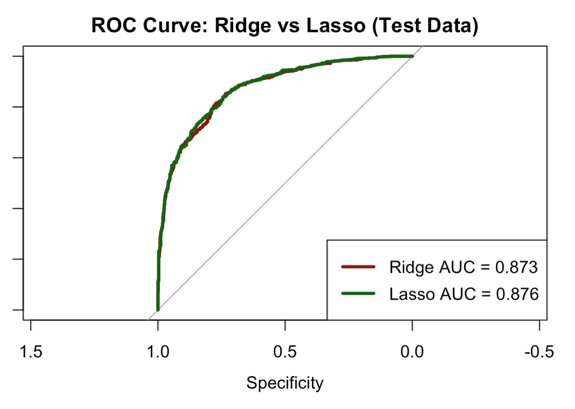 ROC Curve: Ridge vs Lasso (Test Data)
Ridge AUC = 0.873
Lasso AUC = 0.876
1.5 1.0 0.5 0.0 -0.5
Specificity